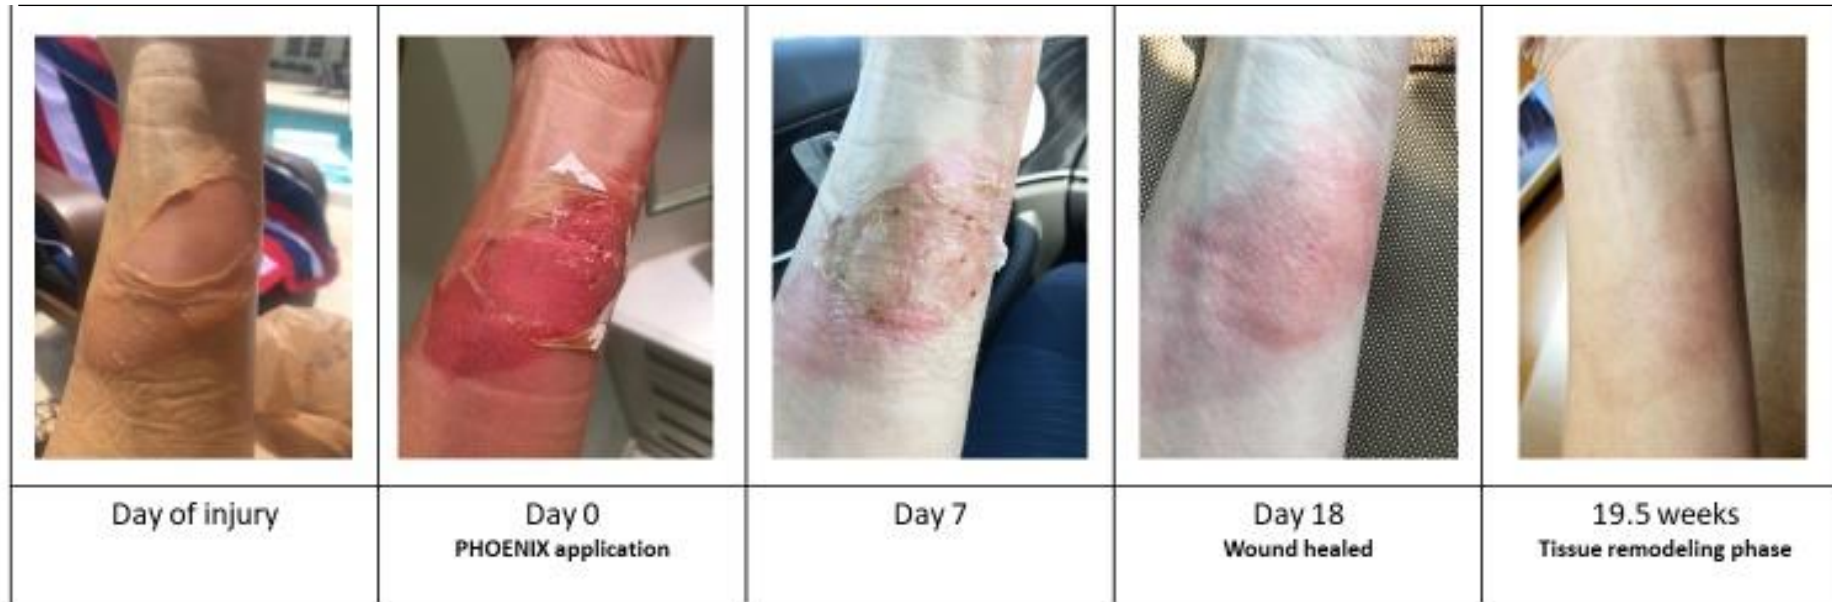 Day of injury
Day 0
PHOENIX application
Day 7
Day 18
Wound healed
19.5 weeks
Tissue remodeling phase